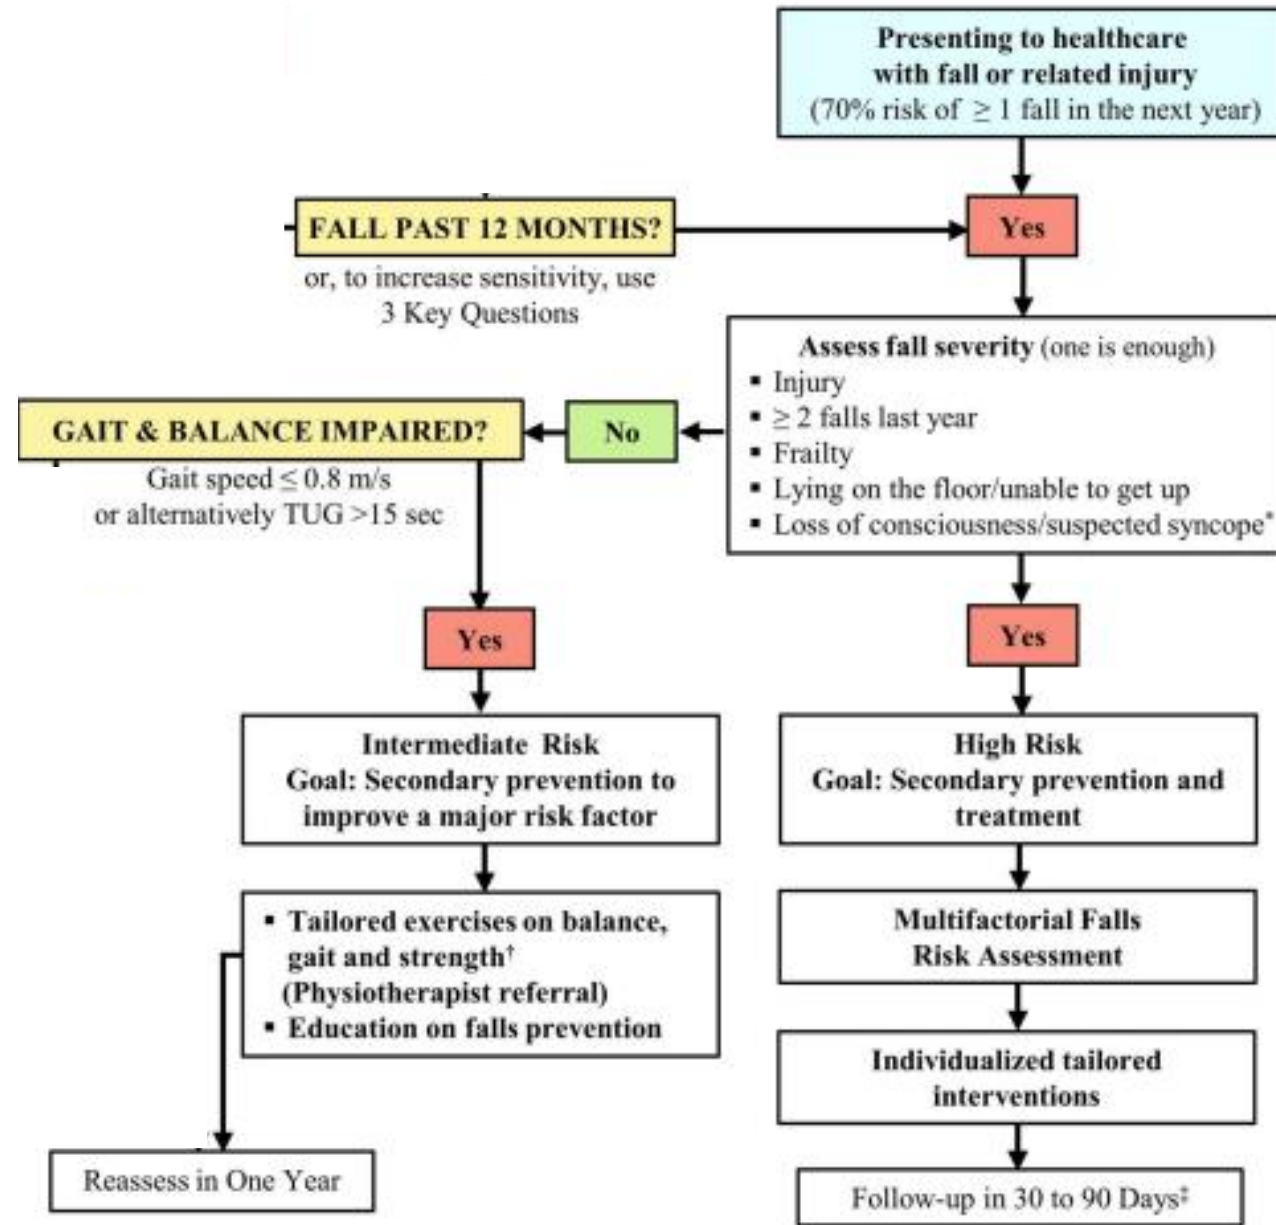 Presenting to healthcare
with fall or related injury
(70% risk of ≥ 1 fall in the next year)
FALL PAST 12 MONTHS?
Yes
or, to increase sensitivity, use
3 Key Questions
Assess fall severity (one is enough)
▪ Injury
▪ ≥ 2 falls last year
▪ Frailty
▪ Lying on the floor/unable to get up
▪ Loss of consciousness/suspected syncope*
No
GAIT & BALANCE IMPAIRED?
Gait speed ≤ 0.8 m/s
or alternatively TUG >15 sec
Yes
Yes
Intermediate Risk
Goal: Secondary prevention to
improve a major risk factor
High Risk
Goal: Secondary prevention and
treatment
▪ Tailored exercises on balance,
gait and strength†
(Physiotherapist referral)
▪ Education on falls prevention
Multifactorial Falls
Risk Assessment
Individualized tailored
interventions
Reassess in One Year
Follow-up in 30 to 90 Days‡